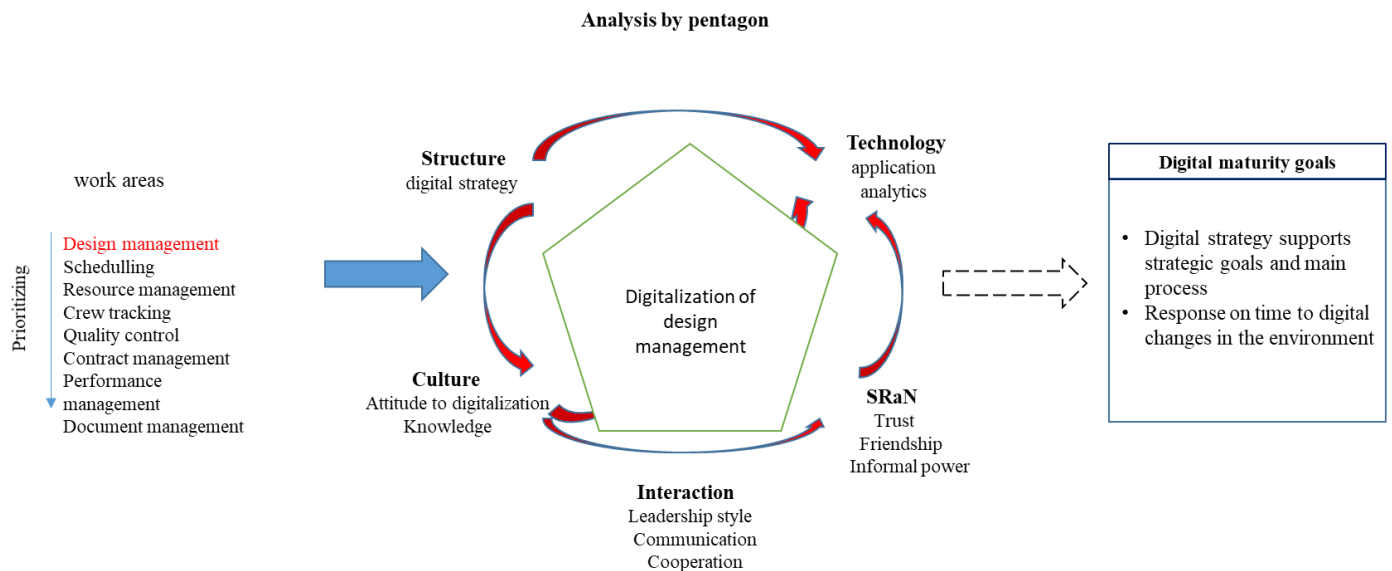 Analysis by pentagon
work areas
Prioritizing
Design management
Schedulling
Resource management
Crew tracking
Quality control
Contract management
Performance
management
Document management
Structure
digital strategy
Technology
application
analytics
Digitalization of
design
management
Culture
Attitude to digitalization
Knowledge
SRaN
Trust
Friendship
Informal power
Interaction
Leadership style
Communication
Cooperation
Digital maturity goals
• Digital strategy supports
strategic goals and main
process
• Response on time to digital
changes in the environment